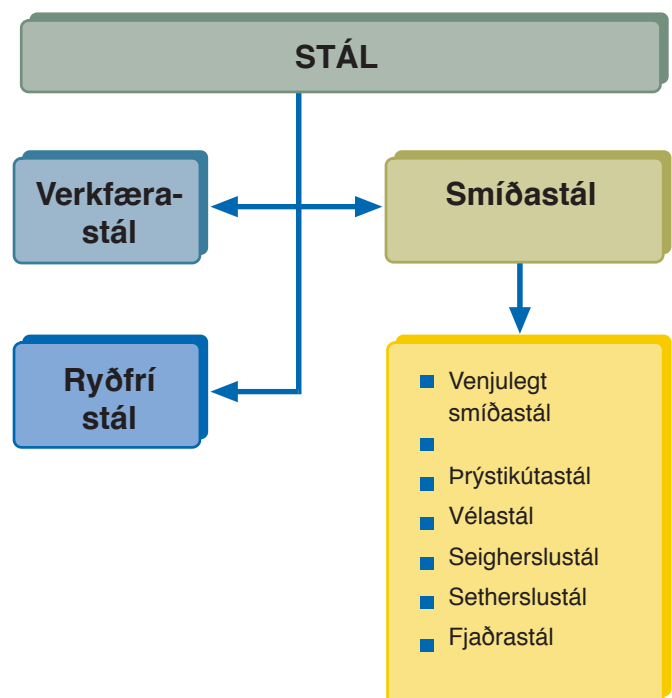 STÁL
Verkfæra-
stál
Smíðastál
Ryðfrí
stál
Venjulegt
smíðastál
Þrýstikútastál
Vélastál
Seigherslustál
Setherslustál
Fjaðrastál